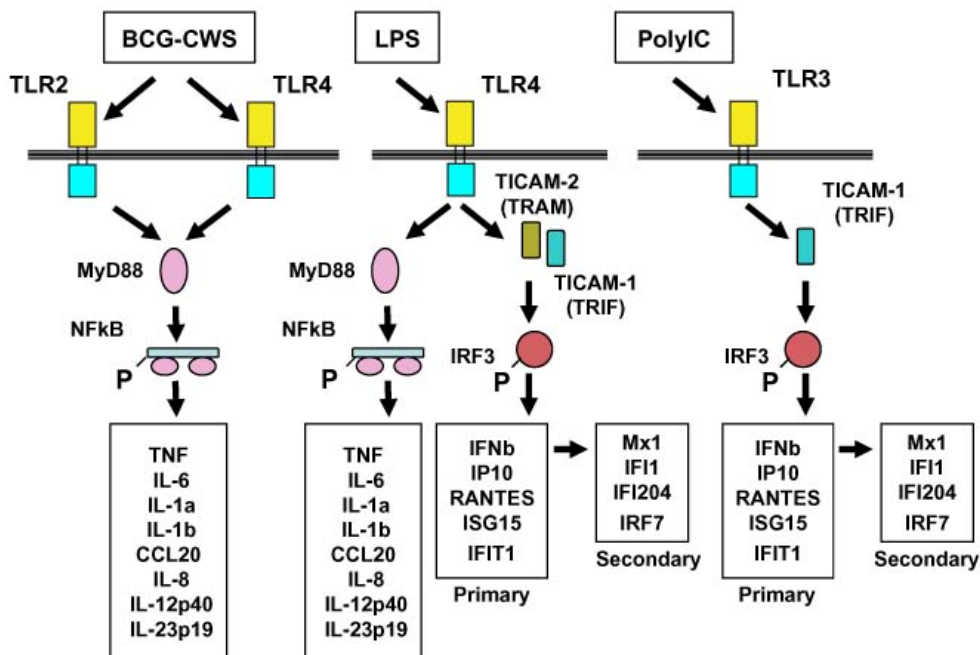 BCG-CWS
LPS
PolyIC
TLR2
TLR4
TLR4
TLR3
TICAM-2
(TRAM)
TICAM-1
(TRIF)
MyD88
MyD88
TICAM-1
(TRIF)
NFkB
NFkB
IRF3
IRF3
P
P
P
P
TNF
IL-6
IL-1a
IL-1b
CCL20
IL-8
IL-12p40
IL-23p19
TNF
IL-6
IL-1a
IL-1b
CCL20
IL-8
IL-12p40
IL-23p19
IFNb
IP10
RANTES
ISG15
IFIT1
Primary
Mx1
IFI1
IFI204
IRF7
Secondary
IFNb
IP10
RANTES
ISG15
IFIT1
Primary
Mx1
IFI1
IFI204
IRF7
Secondary